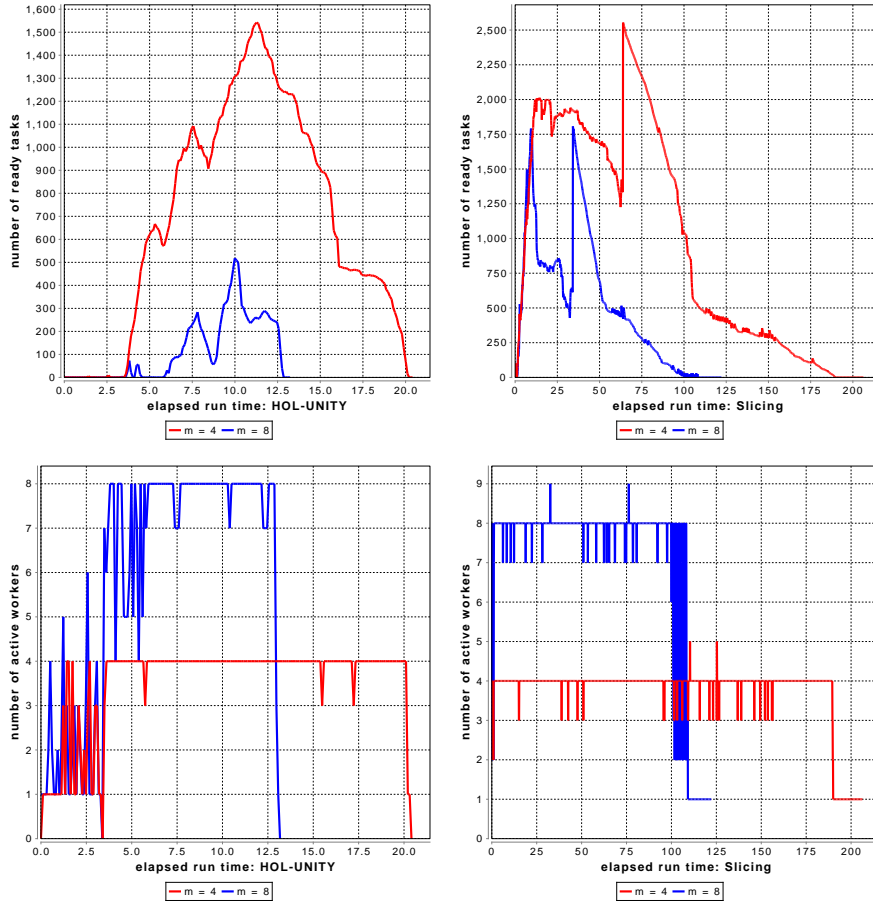 number of ready tasks
1,600
1,500
1,400
1,300
1,200
1,100
1,000
900
800
700
600
500
400
300
200
100
0
0.0 2.5 5.0 7.5 10.0 12.5 15.0 17.5 20.0
elapsed run time: HOL-UNITY
m = 4 m = 8
number of ready tasks
2,500
2,250
2,000
1,750
1,500
1,250
1,000
750
500
250
0
0 25 50 75 100 125 150 175 200
elapsed run time: Slicing
m = 4 m = 8
number of active workers
8
7
6
5
4
3
2
1
0
0.0 2.5 5.0 7.5 10.0 12.5 15.0 17.5 20.0
elapsed run time: HOL-UNITY
m = 4 m = 8
number of active workers
9
8
7
6
5
4
3
2
1
0
0 25 50 75 100 125 150 175 200
elapsed run time: Slicing
m = 4 m = 8